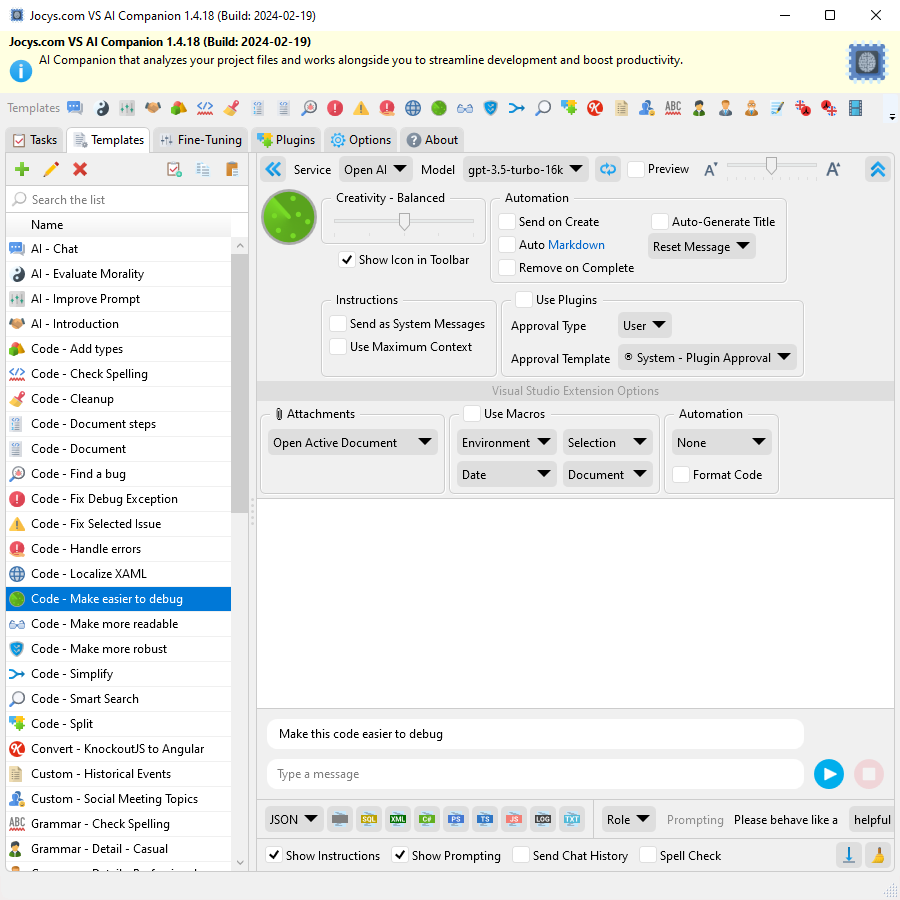 Jocys.com VS AI Companion 1.4.18 (Build: 2024-02-19)
Jocys.com VS AI Companion 1.4.18 (Build: 2024-02-19)
AI Companion that analyzes your project files and works alongside you to streamline development and boost productivity.
Templates
ABC
Tasks Templates Fine-Tuning Plugins Options About
Service Open AI Model gpt-3.5-turbo-16k Preview A A
Search the list
Name
AI - Chat
AI - Evaluate Morality
AI - Improve Prompt
AI - Introduction
Code - Add types
Code - Check Spelling
Code - Cleanup
Code - Document steps
Code - Document
Code - Find a bug
Code - Fix Debug Exception
Code - Fix Selected Issue
Code - Handle errors
Code - Localize XAML
Code - Make easier to debug
Code - Make more readable
Code - Make more robust
Code - Simplify
Code - Smart Search
Code - Split
Convert - KnockoutJS to Angular
Custom - Historical Events
Custom - Social Meeting Topics
ABC Grammar - Check Spelling
Grammar - Detail - Casual
Creativity - Balanced
Show Icon in Toolbar
Automation
Send on Create Auto-Generate Title
Auto Markdown Reset Message
Remove on Complete
Instructions
Send as System Messages
Use Maximum Context
Use Plugins
Approval Type User
Approval Template ® System - Plugin Approval
Visual Studio Extension Options
Attachments
Open Active Document
Use Macros
Environment Selection
Date Document
Automation
None
Format Code
Make this code easier to debug
Type a message
JSON SQL XML C# PS TS JS LOG TXT Role Prompting Please behave like a helpful
Show Instructions Show Prompting Send Chat History Spell Check